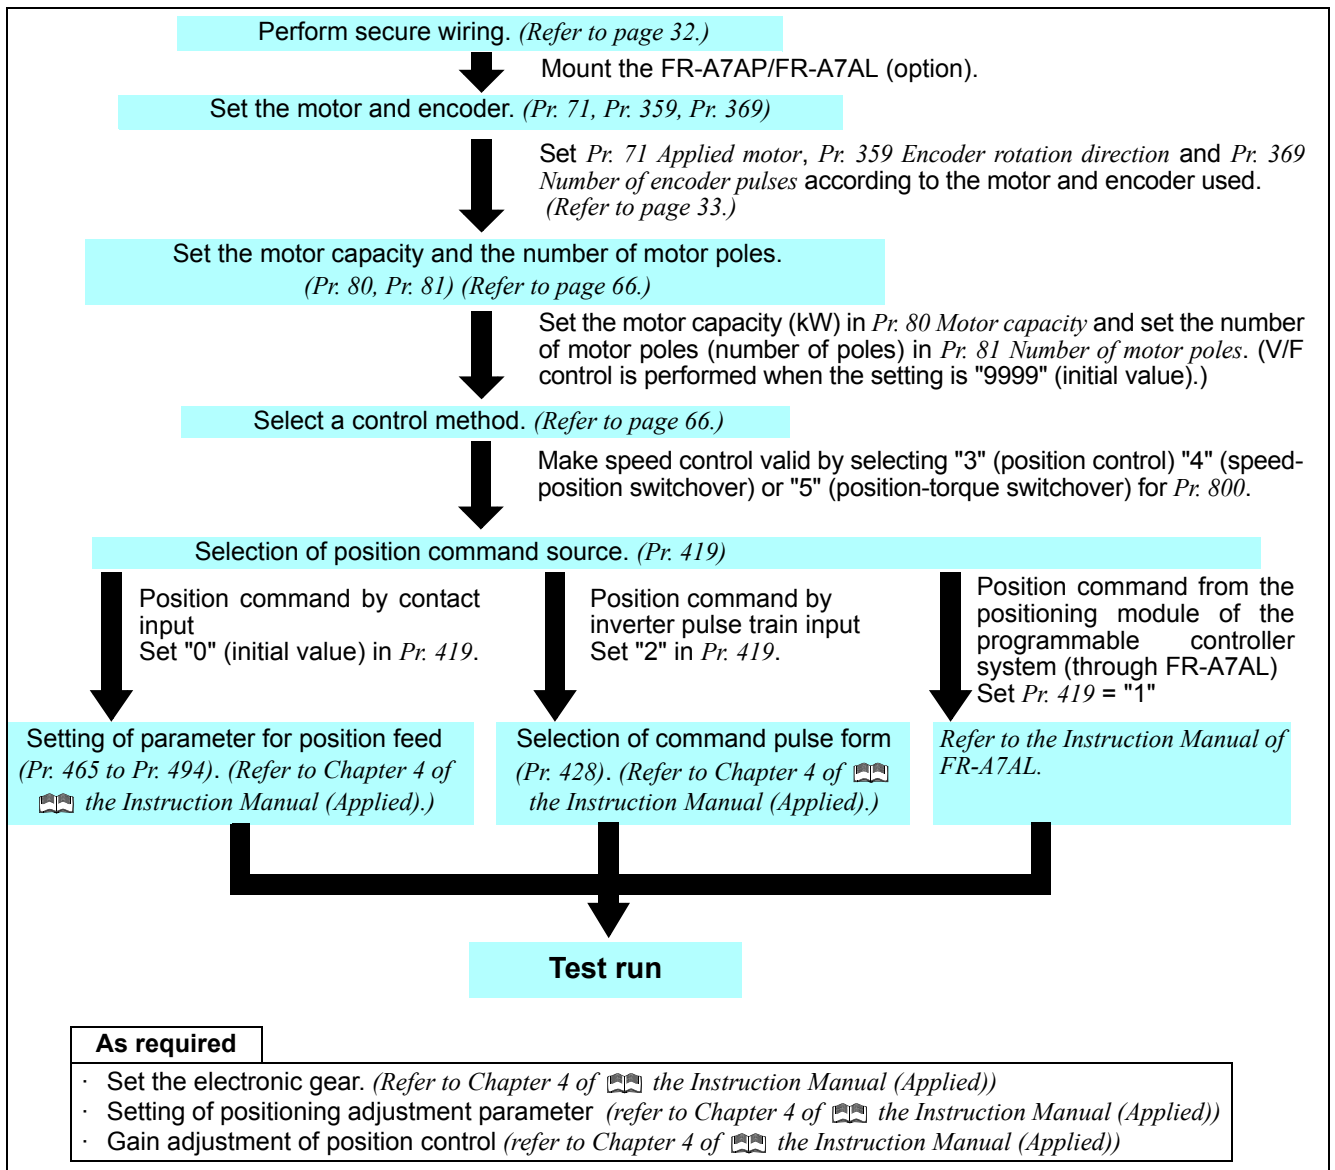 Perform secure wiring. (Refer to page 32.)
Mount the FR-A7AP/FR-A7AL (option).
Set the motor and encoder. (Pr. 71, Pr. 359, Pr. 369)
Set Pr. 71 Applied motor, Pr. 359 Encoder rotation direction and Pr. 369
Number of encoder pulses according to the motor and encoder used.
(Refer to page 33.)
Set the motor capacity and the number of motor poles.
(Pr. 80, Pr. 81) (Refer to page 66.)
Set the motor capacity (kW) in Pr. 80 Motor capacity and set the number
of motor poles (number of poles) in Pr. 81 Number of motor poles. (V/F
control is performed when the setting is "9999" (initial value).)
Select a control method. (Refer to page 66.)
Make speed control valid by selecting "3" (position control) "4" (speed-
position switchover) or "5" (position-torque switchover) for Pr. 800.
Selection of position command source. (Pr. 419)
Position command by contact
input
Set "0" (initial value) in Pr. 419.
Position command by
inverter pulse train input
Set "2" in Pr. 419.
Position command from the
positioning module of the
programmable controller
system (through FR-A7AL)
Set Pr. 419 = "1"
Setting of parameter for position feed
(Pr. 465 to Pr. 494). (Refer to Chapter 4 of
the Instruction Manual (Applied).)
Selection of command pulse form
(Pr. 428). (Refer to Chapter 4 of
the Instruction Manual (Applied).)
Refer to the Instruction Manual of
FR-A7AL.
Test run
As required
· Set the electronic gear. (Refer to Chapter 4 of the Instruction Manual (Applied))
· Setting of positioning adjustment parameter (refer to Chapter 4 of the Instruction Manual (Applied))
· Gain adjustment of position control (refer to Chapter 4 of the Instruction Manual (Applied))